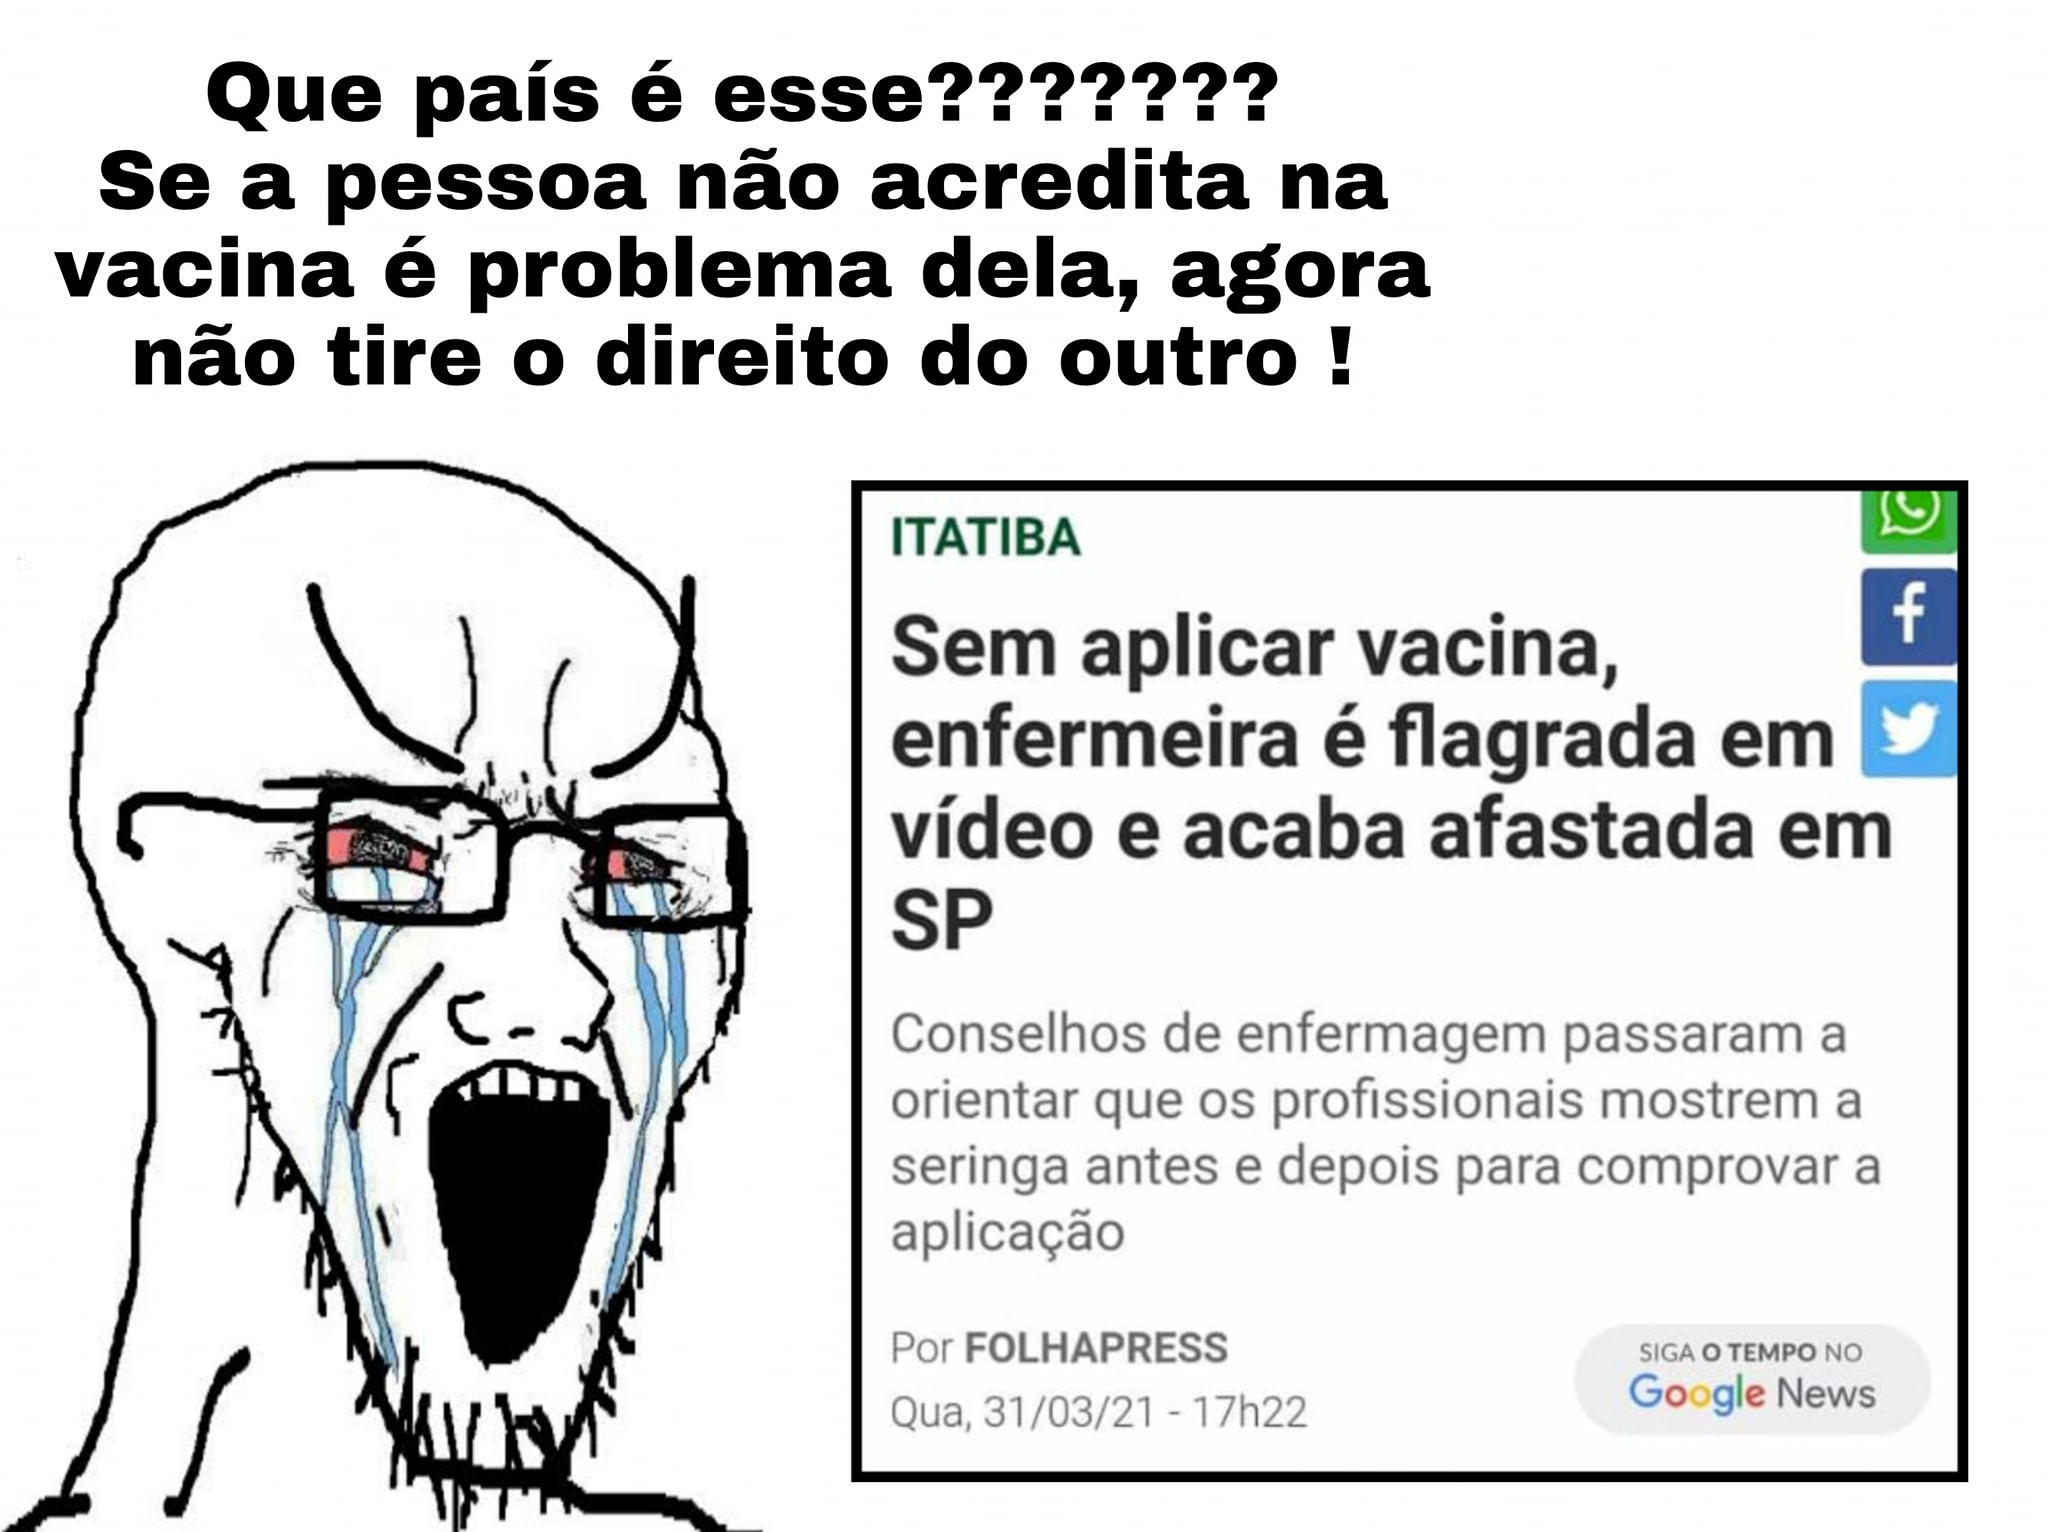 Que país é esse???????
Se a pessoa não acredita na
vacina é problema dela, agora
não tire o direito do outro !
ITATIBA
Sem aplicar vacina,
enfermeira é flagrada em
vídeo e acaba afastada em
SP
Conselhos de enfermagem passaram a
orientar que os profissionais mostrem a
seringa antes e depois para comprovar a
aplicação
Por FOLHAPRESS
Qua, 31/03/21 - 17h22
SIGA O TEMPO NO
Google News